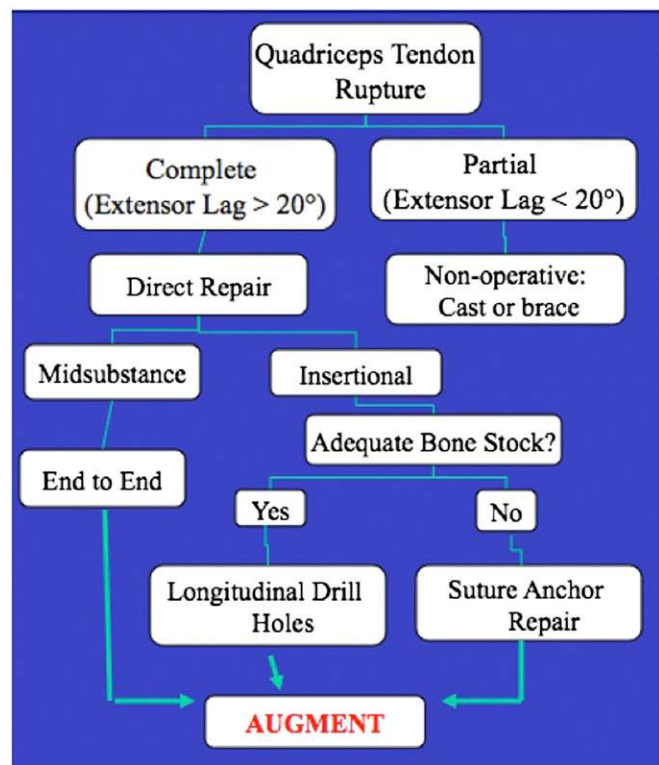 Quadriceps Tendon
Rupture
Complete
(Extensor Lag > 20°)
Partial
(Extensor Lag < 20°)
Direct Repair
Non-operative:
Cast or brace
Midsubstance
Insertional
Adequate Bone Stock?
End to End
Yes
No
Longitudinal Drill
Holes
Suture Anchor
Repair
AUGMENT